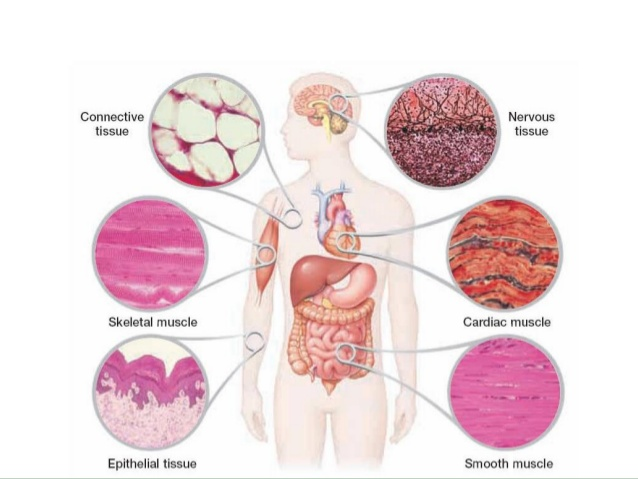 Connective
tissue
Nervous
tissue
Skeletal muscle
Cardiac muscle
Epithelial tissue
Smooth muscle